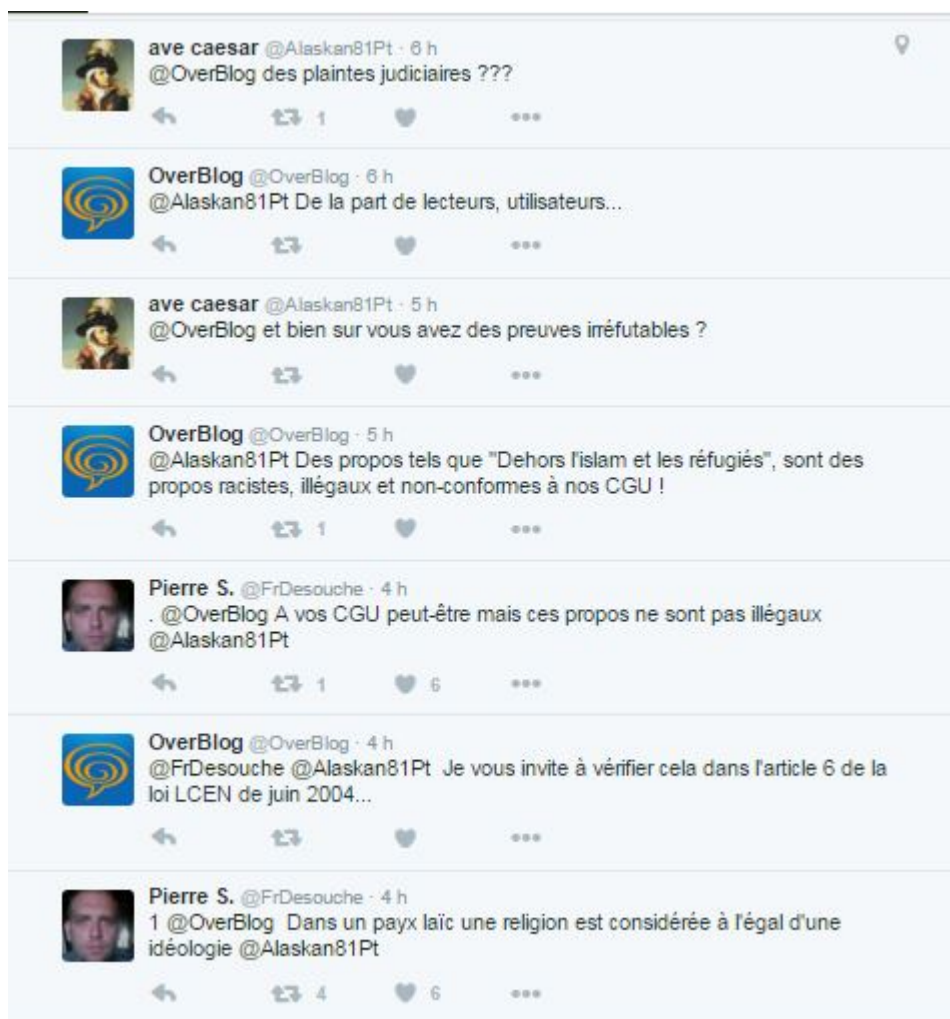 ave caesar @Alaskan81Pt · 6 h
@OverBlog des plaintes judiciaires ???
1
OverBlog @OverBlog · 6 h
@Alaskan81Pt De la part de lecteurs, utilisateurs...
ave caesar @Alaskan81Pt · 5 h
@OverBlog et bien sur vous avez des preuves irréfutables ?
OverBlog @OverBlog · 5 h
@Alaskan81Pt Des propos tels que "Dehors l'islam et les réfugiés", sont des
propos racistes, illégaux et non-conformes à nos CGU !
1
Pierre S. @FrDesouche · 4 h
. @OverBlog A vos CGU peut-être mais ces propos ne sont pas illégaux
@Alaskan81Pt
1 6
OverBlog @OverBlog · 4 h
@FrDesouche @Alaskan81Pt Je vous invite à vérifier cela dans l'article 6 de la
loi LCEN de juin 2004...
Pierre S. @FrDesouche · 4 h
1 @OverBlog Dans un payx laïc une religion est considérée à l'égal d'une
idéologie @Alaskan81Pt
4 6